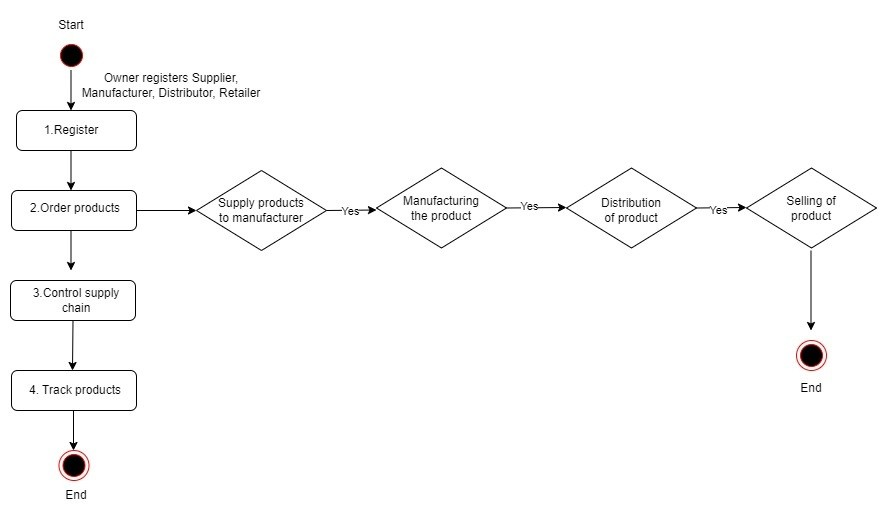 Start
Owner registers Supplier,
Manufacturer, Distributor, Retailer
1.Register
2.Order products
Supply products
to manufacturer
Yes
Manufacturing
the product
Yes
Distribution
of product
Yes
Selling of
product
3.Control supply
chain
End
4. Track products
End